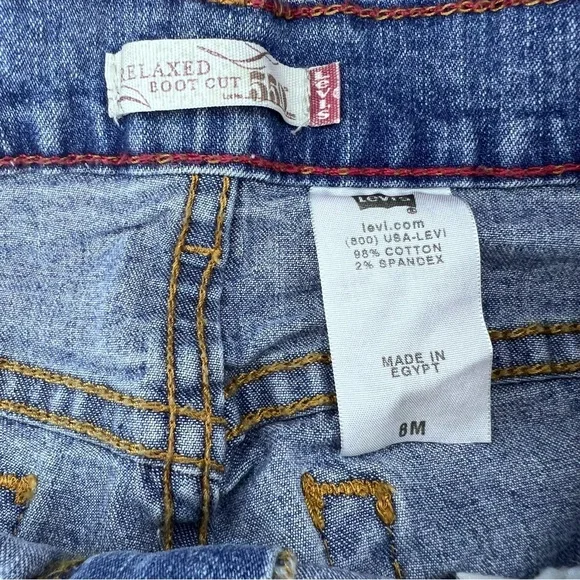 RELAXED
BOOT CUT 550
Levi's
Levi's
levi.com
(800) USA-LEVI
98% COTTON
2% SPANDEX
MADE IN
EGYPT
8M